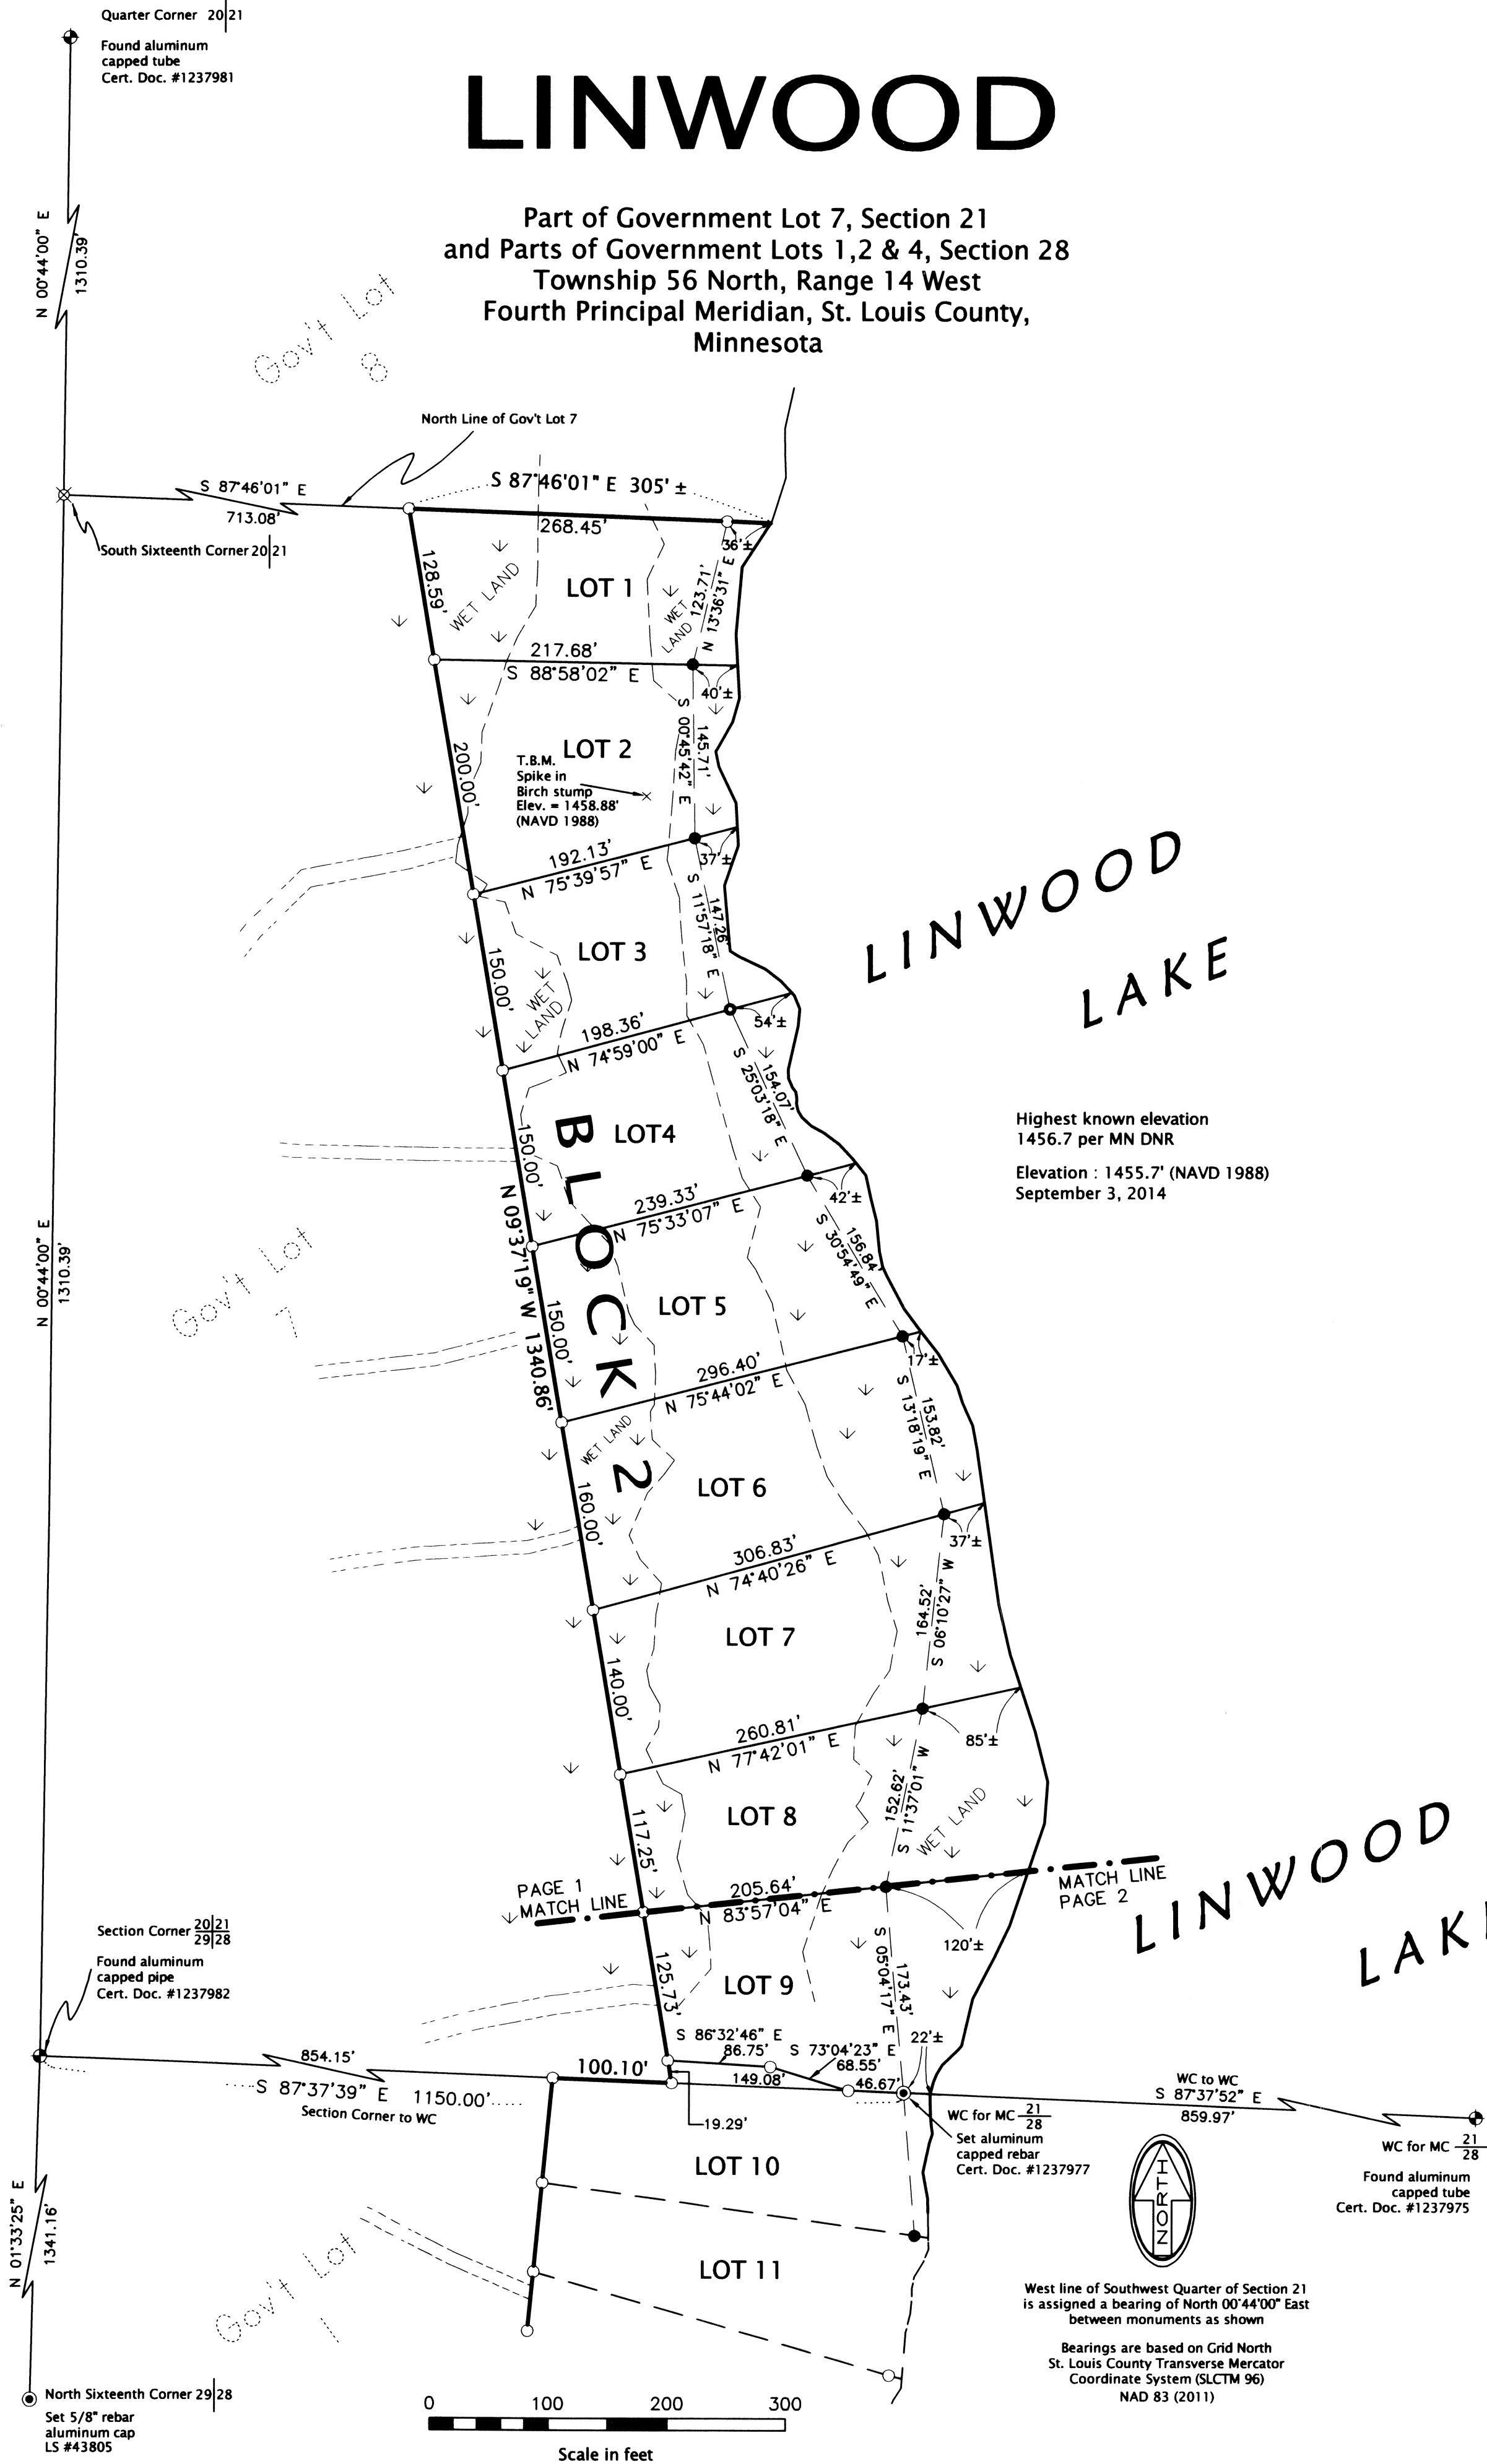 Quarter Corner 20|21
Found aluminum
capped tube
Cert. Doc. #1237981
LINWOOD
Part of Government Lot 7, Section 21
and Parts of Government Lots 1,2 & 4, Section 28
Township 56 North, Range 14 West
Fourth Principal Meridian, St. Louis County,
Minnesota
N 00°44'00" E
1310.39'
Gov't Lot
8
North Line of Gov't Lot 7
S 87°46'01" E
713.08'
S 87°46'01" E 305' ±
268.45'
36'±
South Sixteenth Corner 20|21
128.59'
WET LAND
LOT 1
WET
LAND
123.71'
N 13°36'31" E
217.68'
S 88°58'02" E
40'±
200.00'
LOT 2
T.B.M.
Spike in
Birch stump
Elev. = 1458.88'
(NAVD 1988)
S 00°45'42" E
145.71'
192.13'
N 75°39'57" E
37'±
LINWOOD
LAKE
150.00'
LOT 3
WET
LAND
S 11°57'18" E
147.26'
198.36'
N 74°59'00" E
54'±
BLOCK 2
LOT4
150.00'
S 25°03'18" E
154.07'
Highest known elevation
1456.7 per MN DNR
Elevation : 1455.7' (NAVD 1988)
September 3, 2014
239.33'
N 75°33'07" E
42'±
N 09°37'19" W 1340.86'
N 00°44'00" E
1310.39'
Gov't Lot
7
150.00'
LOT 5
S 30°54'49" E
156.84'
296.40'
N 75°44'02" E
17'±
WET LAND
160.00'
LOT 6
S 13°18'19" E
153.82'
306.83'
N 74°40'26" E
37'±
140.00'
LOT 7
164.52'
S 06°10'27" W
260.81'
N 77°42'01" E
85'±
117.25'
LOT 8
152.62'
S 11°37'01" W
WET LAND
LINWOOD
LAK
PAGE 1
MATCH LINE
205.64'
N 83°57'04" E
MATCH LINE
PAGE 2
120'±
Section Corner 20|21
29|28
Found aluminum
capped pipe
Cert. Doc. #1237982
125.73'
LOT 9
S 05°04'17" E
173.43'
S 86°32'46" E
86.75'
S 73°04'23" E
68.55'
22'±
854.15'
S 87°37'39" E 1150.00'
Section Corner to WC
100.10'
149.08'
46.67'
19.29'
WC to WC
S 87°37'52" E
859.97'
WC for MC 21
28
Set aluminum
capped rebar
Cert. Doc. #1237977
WC for MC 21
28
Found aluminum
capped tube
Cert. Doc. #1237975
LOT 10
NORTH
N 01°33'25" E
1341.16'
Gov't Lot
1
LOT 11
West line of Southwest Quarter of Section 21
is assigned a bearing of North 00°44'00" East
between monuments as shown
Bearings are based on Grid North
St. Louis County Transverse Mercator
Coordinate System (SLCTM 96)
NAD 83 (2011)
North Sixteenth Corner 29|28
Set 5/8" rebar
aluminum cap
LS #43805
0 100 200 300
Scale in feet